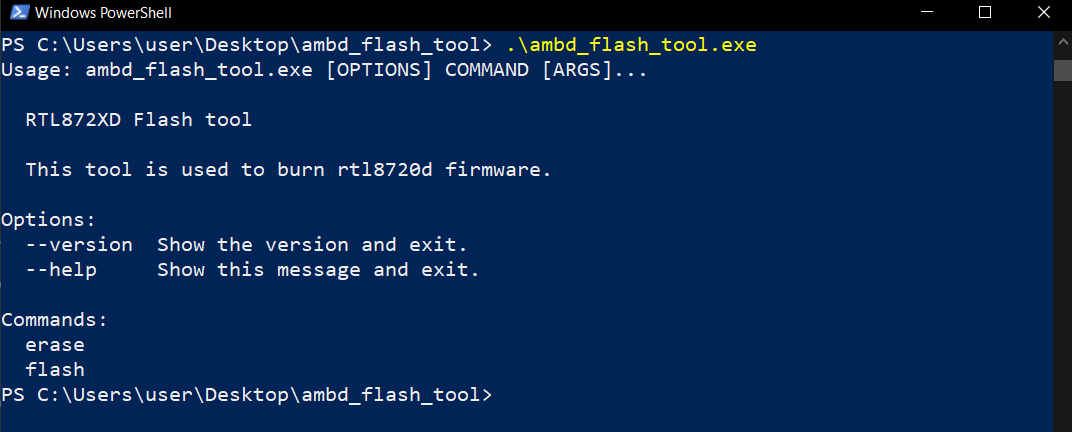 Windows PowerShell
PS C:\Users\user\Desktop\ambd_flash_tool> .\ambd_flash_tool.exe
Usage: ambd_flash_tool.exe [OPTIONS] COMMAND [ARGS]...
RTL872XD Flash tool
This tool is used to burn rtl8720d firmware.
Options:
--version  Show the version and exit.
--help     Show this message and exit.
Commands:
erase
flash
PS C:\Users\user\Desktop\ambd_flash_tool>